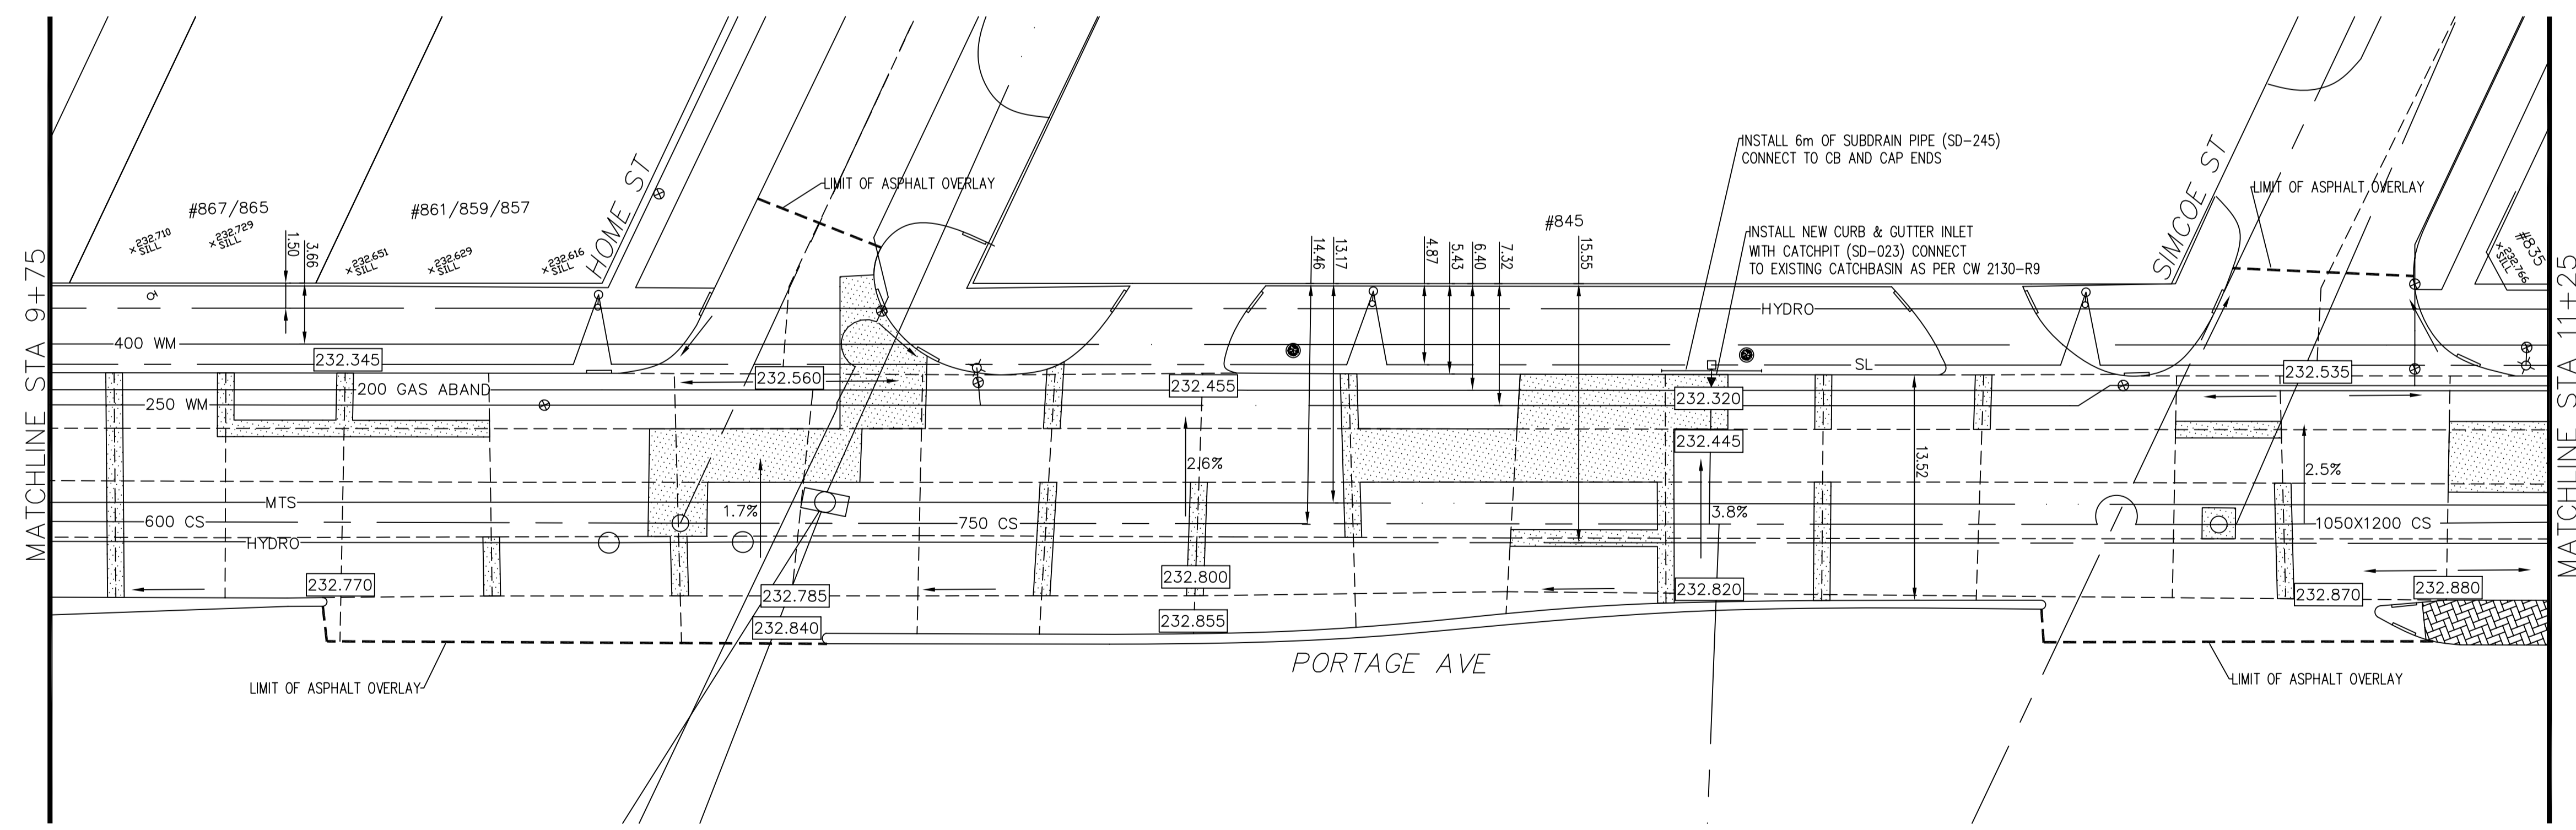 INSTALL 6m OF SUBDRAIN PIPE (SD-245)
CONNECT TO CB AND CAP ENDS
LIMIT OF ASPHALT OVERLAY
LIMIT OF ASPHALT OVERLAY
#867/865
#861/859/857
HOME ST
SIMCOE ST
#845
#835
INSTALL NEW CURB & GUTTER INLET
WITH CATCHPIT (SD-023) CONNECT
TO EXISTING CATCHBASIN AS PER CW 2130-R9
232.710
SILL
232.729
SILL
232.651
SILL
232.629
SILL
232.616
SILL
232.766
SILL
1.50
3.66
14.46
13.17
4.87
5.43
6.40
7.32
15.55
MATCHLINE STA 9+75
MATCHLINE STA 11+25
HYDRO
400 WM
232.345
SL
200 GAS ABAND
232.560
232.455
232.320
232.535
250 WM
232.445
13.52
2.6%
2.5%
MTS
1.7%
3.8%
600 CS
750 CS
1050X1200 CS
HYDRO
232.770
232.785
232.800
232.820
232.870
232.880
232.840
232.855
PORTAGE AVE
LIMIT OF ASPHALT OVERLAY
LIMIT OF ASPHALT OVERLAY